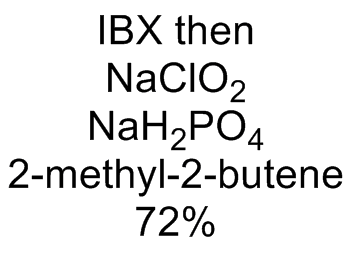 IBX then
NaClO₂
NaH₂PO₄
2-methyl-2-butene
72%